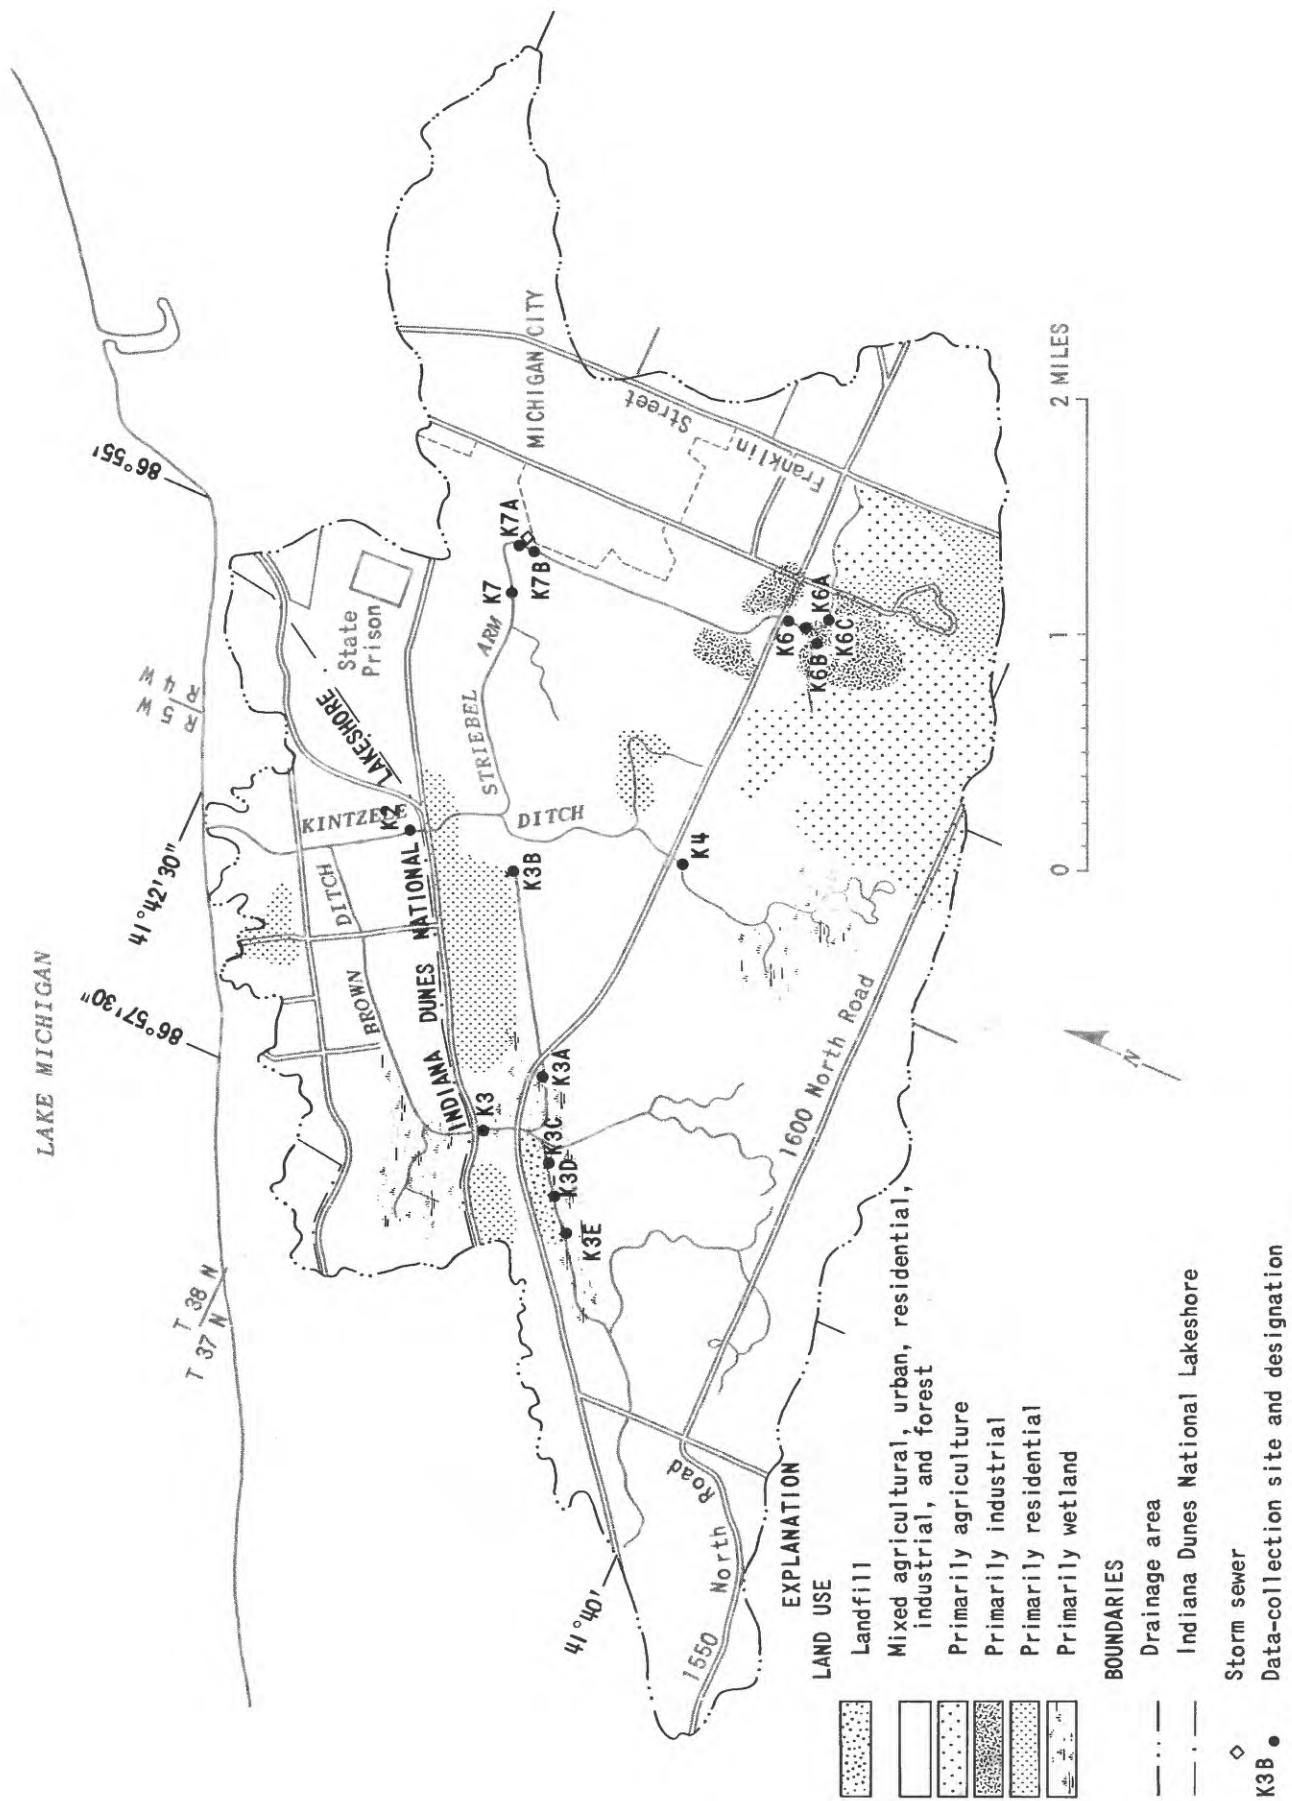 LAKE MICHIGAN
T 38 N
T 37 N
86°57'30"
41°42'30"
R 5 W
R 4 W
86°55'
State
Prison
LAKESHORE
KINTZELE
K2
DITCH
BROWN
INDIANA DUNES NATIONAL
K3
STRIEBEL ARM
DITCH
K7
K7A
K7B
MICHIGAN CITY
K3B
K3A
K3C
K3D
K3E
K4
Franklin Street
K6
K6A
K6B
K6C
1600 North Road
41°40'
1550 North Road
N
0 1 2 MILES
EXPLANATION
LAND USE
Landfill
Mixed agricultural, urban, residential,
industrial, and forest
Primarily agriculture
Primarily industrial
Primarily residential
Primarily wetland
BOUNDARIES
Drainage area
Indiana Dunes National Lakeshore
Storm sewer
K3B Data-collection site and designation